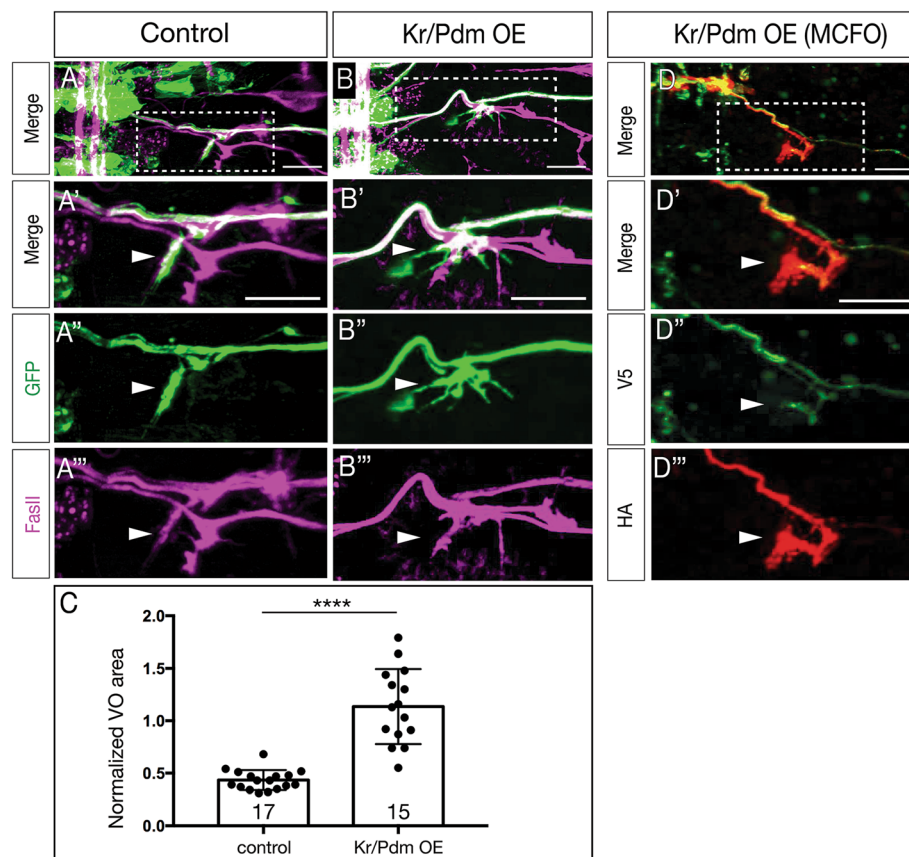 Control
Kr/Pdm OE
Kr/Pdm OE (MCFO)
Merge
A
B
Merge
D
Merge
A'
B'
Merge
D'
GFP
A''
B''
V5
D''
FasII
A'''
B'''
HA
D'''
C
****
Normalized VO area
2.0
1.5
1.0
0.5
0.0
17
15
control
Kr/Pdm OE